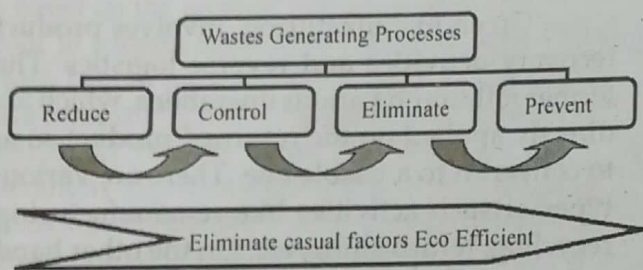 Wastes Generating Processes
Reduce Control Eliminate Prevent
Eliminate casual factors Eco Efficient